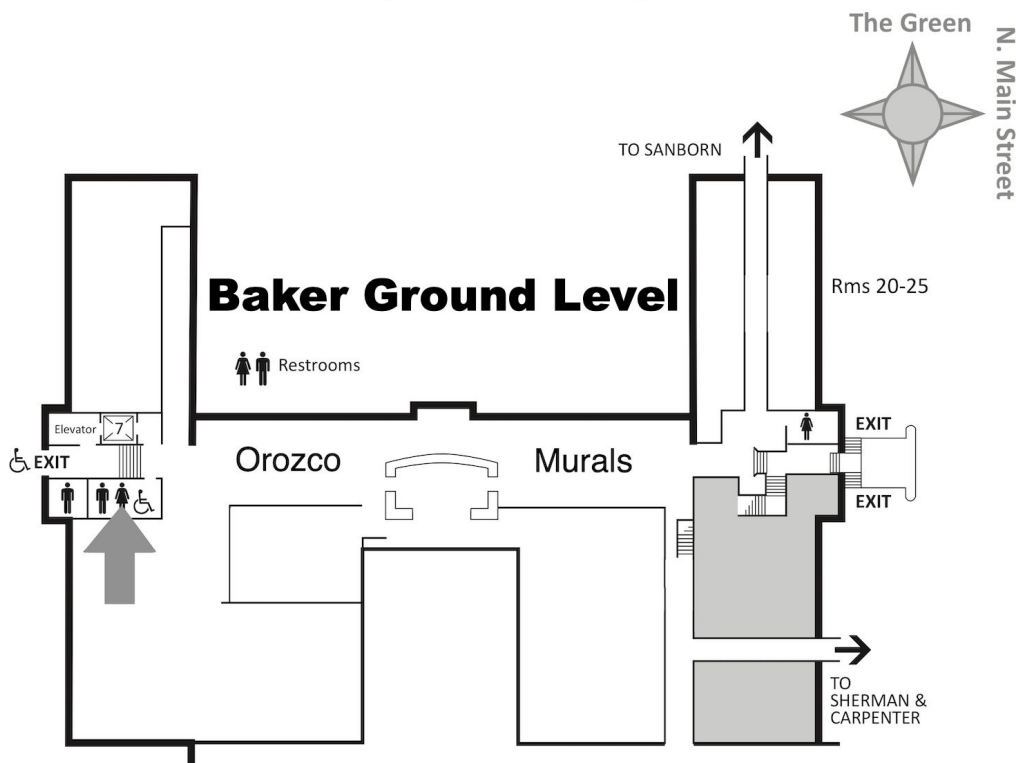 The Green
N. Main Street
TO SANBORN
Rms 20-25
Baker Ground Level
Restrooms
Elevator
7
EXIT
EXIT
Orozco
Murals
EXIT
TO
SHERMAN &
CARPENTER